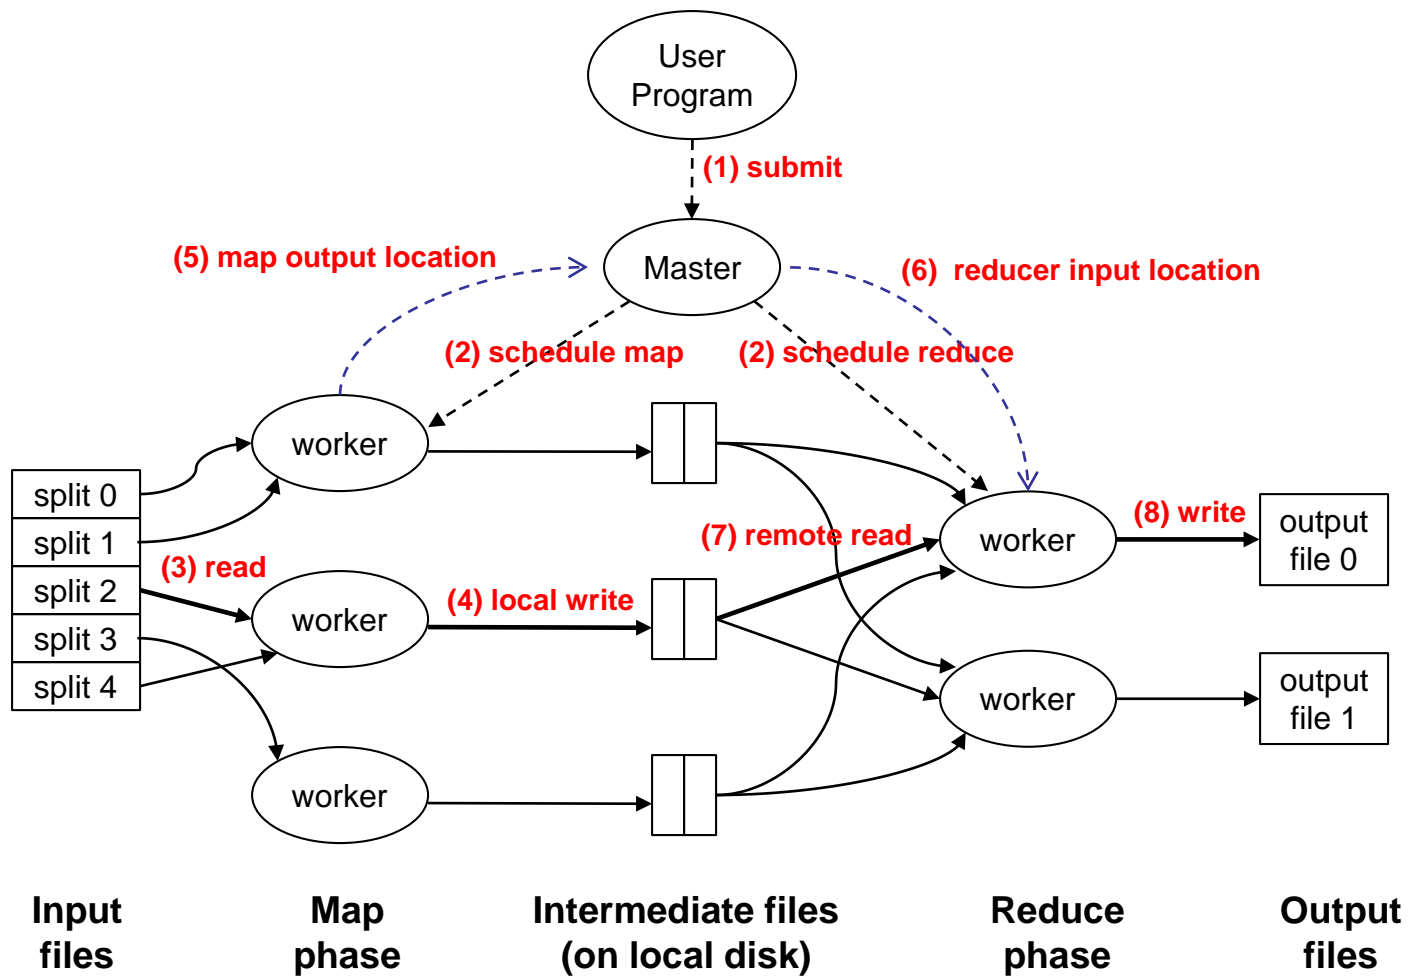 User
Program
(1) submit
(5) map output location
Master
(6) reducer input location
(2) schedule map
(2) schedule reduce
worker
split 0
split 1
split 2
split 3
split 4
(3) read
worker
(4) local write
worker
(7) remote read
worker
(8) write
output
file 0
worker
output
file 1
Input
files
Map
phase
Intermediate files
(on local disk)
Reduce
phase
Output
files